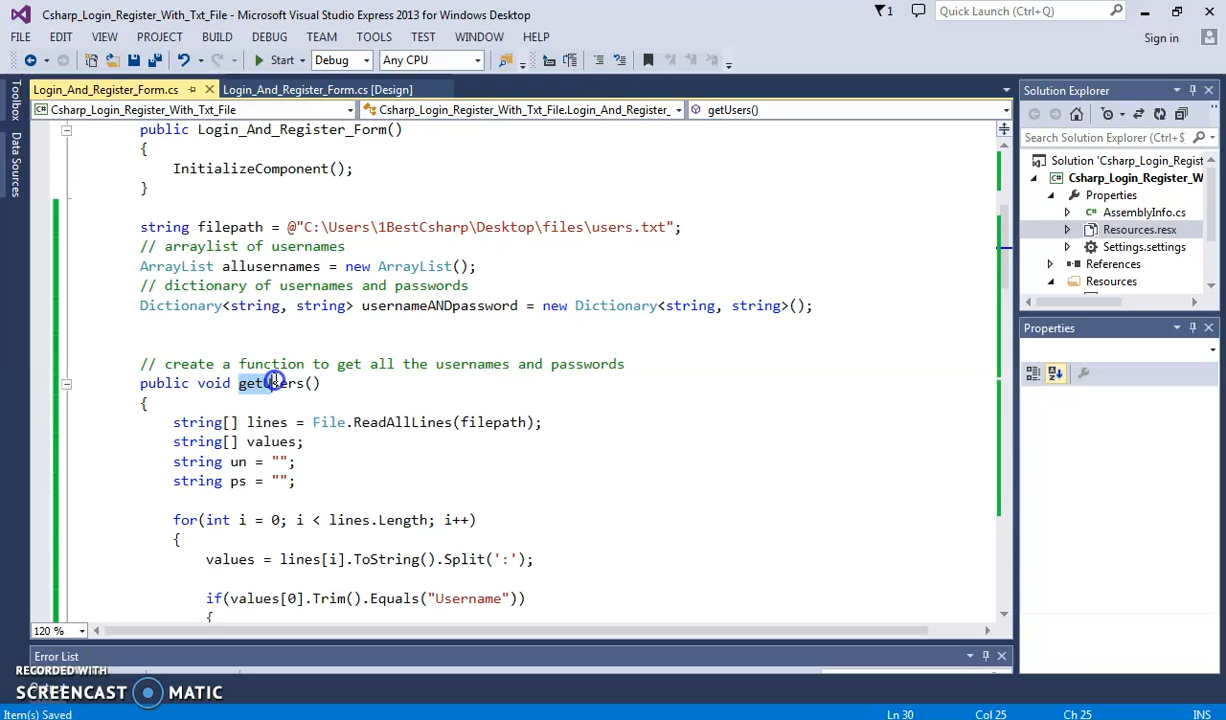 Csharp_Login_Register_With_Txt_File - Microsoft Visual Studio Express 2013 for Windows Desktop
1
Quick Launch (Ctrl+Q)
FILE EDIT VIEW PROJECT BUILD DEBUG TEAM TOOLS TEST WINDOW HELP
Sign in
Start Debug Any CPU
Toolbox
Data Sources
Login_And_Register_Form.cs
Login_And_Register_Form.cs [Design]
Csharp_Login_Register_With_Txt_File
Csharp_Login_Register_With_Txt_File.Login_And_Register_
getUsers()
public Login_And_Register_Form()
{
InitializeComponent();
}
string filepath = @"C:\Users\1BestCsharp\Desktop\files\users.txt";
// arraylist of usernames
ArrayList allusernames = new ArrayList();
// dictionary of usernames and passwords
Dictionary<string, string> usernameANDpassword = new Dictionary<string, string>();
// create a function to get all the usernames and passwords
public void getUsers()
{
string[] lines = File.ReadAllLines(filepath);
string[] values;
string un = "";
string ps = "";
for(int i = 0; i < lines.Length; i++)
{
values = lines[i].ToString().Split(':');
if(values[0].Trim().Equals("Username"))
{
120 %
Error List
Solution Explorer
Search Solution Explorer (Ctrl+$)
Solution 'Csharp_Login_Regist
Csharp_Login_Register_W
Properties
AssemblyInfo.cs
Resources.resx
Settings.settings
References
Resources
Properties
RECORDED WITH
SCREENCAST MATIC
Item(s) Saved
Ln 30
Col 25
Ch 25
INS